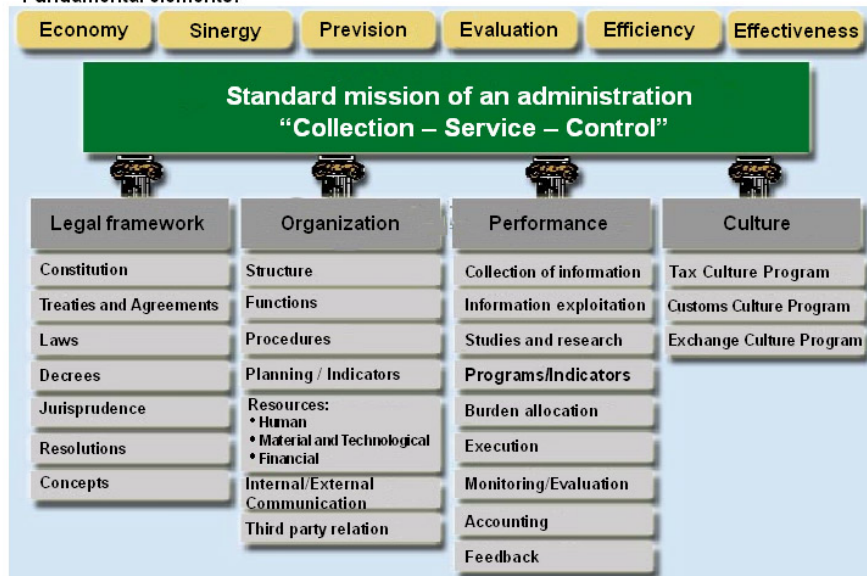 Fundamental elements:
Economy
Sinergy
Prevision
Evaluation
Efficiency
Effectiveness
Standard mission of an administration
“Collection – Service – Control”
Legal framework
Constitution
Treaties and Agreements
Laws
Decrees
Jurisprudence
Resolutions
Concepts
Organization
Structure
Functions
Procedures
Planning / Indicators
Resources:
• Human
• Material and Technological
• Financial
Internal/External
Communication
Third party relation
Performance
Collection of information
Information exploitation
Studies and research
Programs/Indicators
Burden allocation
Execution
Monitoring/Evaluation
Accounting
Feedback
Culture
Tax Culture Program
Customs Culture Program
Exchange Culture Program